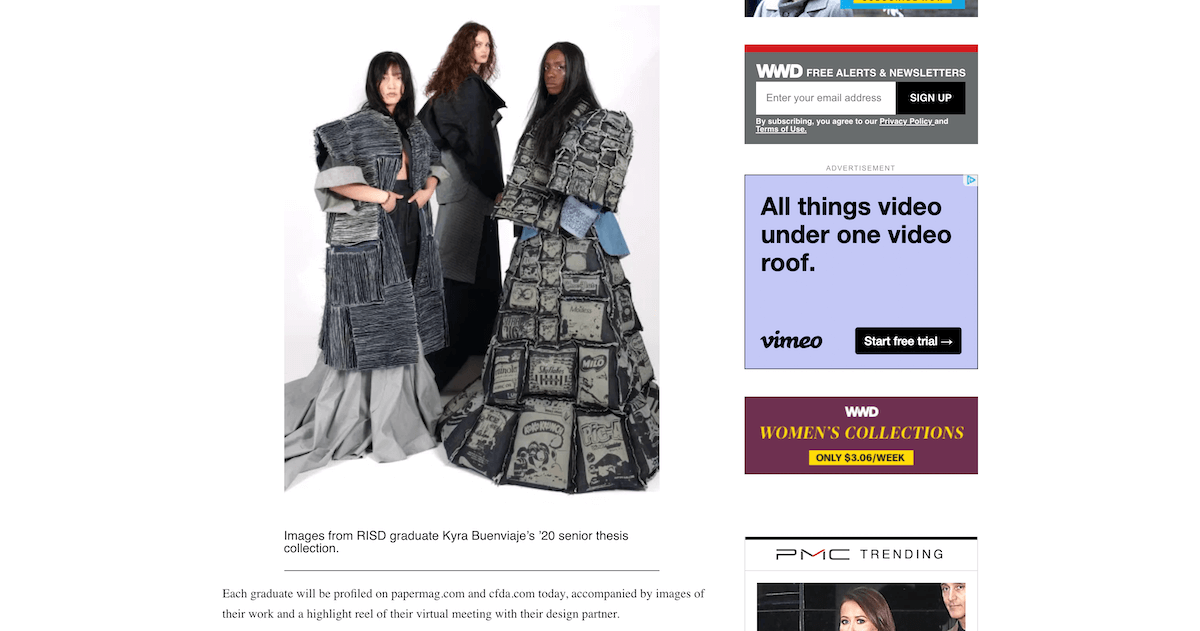 SUBSCRIBE NOW
WWD FREE ALERTS & NEWSLETTERS
Enter your email address
SIGN UP
By subscribing, you agree to our Privacy Policy and
Terms of Use.
ADVERTISEMENT
All things video
under one video
roof.
vimeo
Start free trial →
WWD
WOMEN'S COLLECTIONS
ONLY $3.06/WEEK
MILO
Images from RISD graduate Kyra Buenviaje's '20 senior thesis
collection.
Each graduate will be profiled on papermag.com and cfda.com today, accompanied by images of
their work and a highlight reel of their virtual meeting with their design partner.
PMC TRENDING